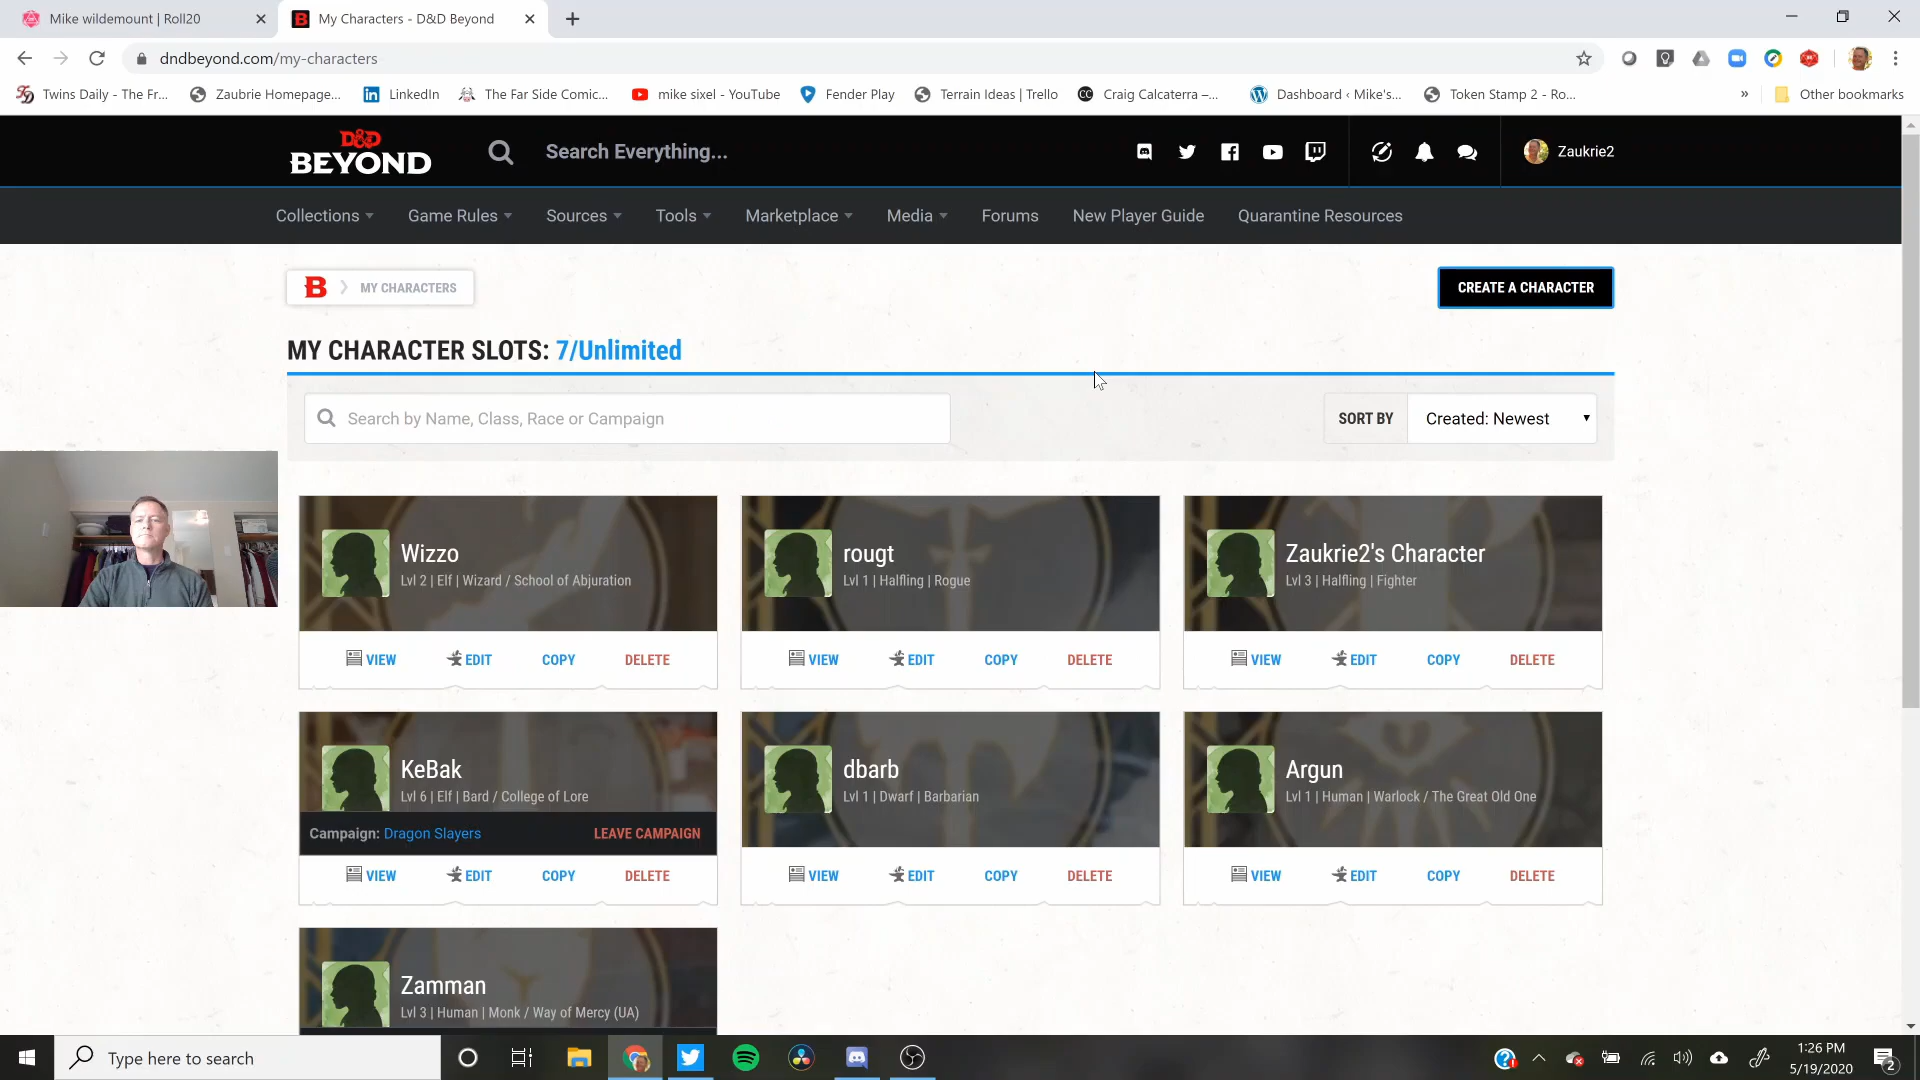 Mike wildemount | Roll20
My Characters - D&D Beyond
dndbeyond.com/my-characters
Twins Daily - The Fr...
Zaubrie Homepage...
LinkedIn
The Far Side Comic...
mike sixel - YouTube
Fender Play
Terrain Ideas | Trello
Craig Calcaterra –...
Dashboard ‹ Mike's...
Token Stamp 2 - Ro...
»
Other bookmarks
D&D
BEYOND
Search Everything...
Zaukrie2
Collections
Game Rules
Sources
Tools
Marketplace
Media
Forums
New Player Guide
Quarantine Resources
B
MY CHARACTERS
CREATE A CHARACTER
MY CHARACTER SLOTS: 7/Unlimited
Search by Name, Class, Race or Campaign
SORT BY
Created: Newest
Wizzo
Lvl 2 | Elf | Wizard / School of Abjuration
VIEW EDIT COPY DELETE
rougt
Lvl 1 | Halfling | Rogue
VIEW EDIT COPY DELETE
Zaukrie2's Character
Lvl 3 | Halfling | Fighter
VIEW EDIT COPY DELETE
KeBak
Lvl 6 | Elf | Bard / College of Lore
Campaign: Dragon Slayers
LEAVE CAMPAIGN
VIEW EDIT COPY DELETE
dbarb
Lvl 1 | Dwarf | Barbarian
VIEW EDIT COPY DELETE
Argun
Lvl 1 | Human | Warlock / The Great Old One
VIEW EDIT COPY DELETE
Zamman
Lvl 3 | Human | Monk / Way of Mercy (UA)
Type here to search
1:26 PM
5/19/2020
2